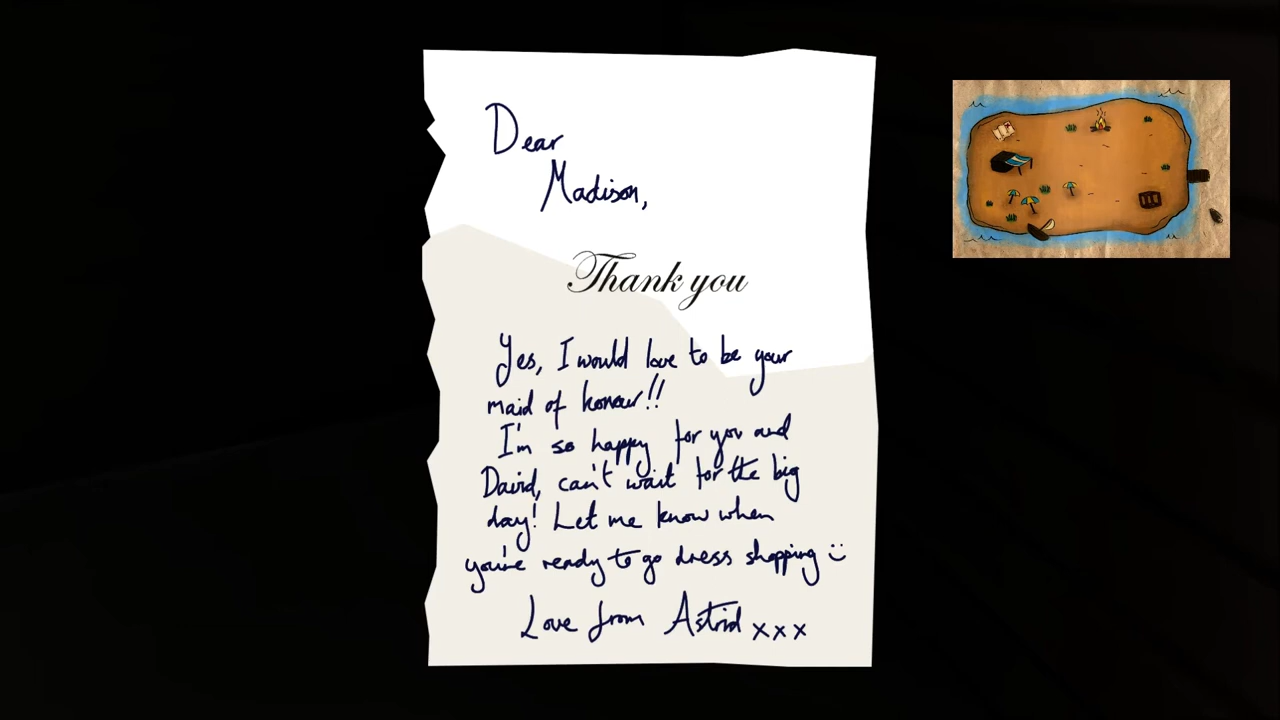 Dear
Madison,
Thank you
Yes, I would love to be your
maid of honour!!
I'm so happy for you and
David, can't wait for the big
day! Let me know when
you're ready to go dress shopping :)
Love from Astrid xxx